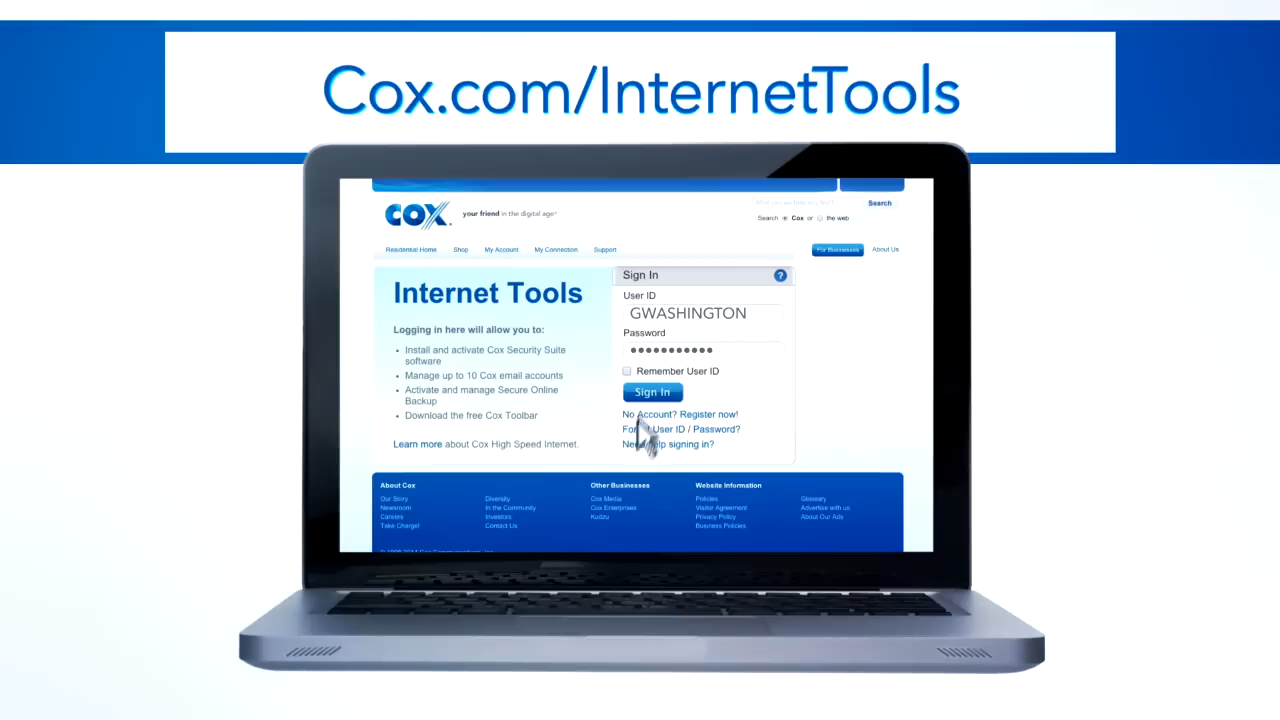 Cox.com/InternetTools
COX
your friend in the digital age
Search
Search Cox or the web
Residential Home Shop My Account My Connection Support
For Businesses About Us
Internet Tools
Logging in here will allow you to:
• Install and activate Cox Security Suite
software
• Manage up to 10 Cox email accounts
• Activate and manage Secure Online
Backup
• Download the free Cox Toolbar
Learn more about Cox High Speed Internet.
Sign In ?
User ID
GWASHINGTON
Password
•••••••••••
Remember User ID
Sign In
No Account? Register now!
User ID / Password?
signing in?
About Cox
Our Story
Newsroom
Careers
Take Charge!
Diversity
In the Community
Investors
Contact Us
Other Businesses
Cox Media
Cox Enterprises
Kudzu
Website Information
Policies
Visitor Agreement
Privacy Policy
Business Policies
Glossary
Advertise with us
About Our Ads